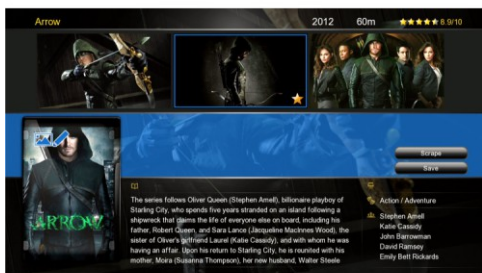 Arrow
2012
60m
8.9/10
Scrape
Save
ARROW
The series follows Oliver Queen (Stephen Amell), billionaire playboy of
Starling City, who spends five years stranded on an island following a
shipwreck that claims the life of everyone else on board, including his
father, Robert Queen, and Sara Lance (Jacqueline MacInnes Wood), the
sister of Oliver's girlfriend Laurel (Katie Cassidy), and with whom he was
having an affair. Upon his return to Starling City, he is reunited with his
mother, Moira (Susanna Thompson), her new husband, Walter Steele
Action / Adventure
Stephen Amell
Katie Cassidy
John Barrowman
David Ramsey
Emily Bett Rickards